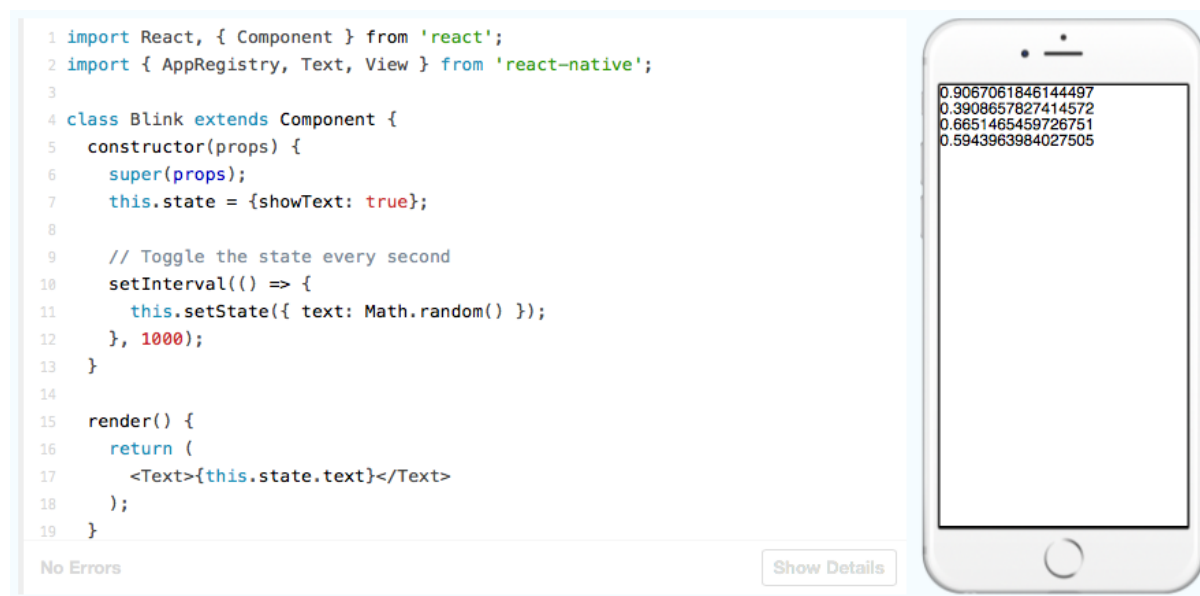 1 import React, { Component } from 'react';
2 import { AppRegistry, Text, View } from 'react-native';
3
4 class Blink extends Component {
5   constructor(props) {
6     super(props);
7     this.state = {showText: true};
8
9     // Toggle the state every second
10     setInterval(() => {
11       this.setState({ text: Math.random() });
12     }, 1000);
13   }
14
15   render() {
16     return (
17       <Text>{this.state.text}</Text>
18     );
19   }
No Errors
Show Details
0.9067061846144497
0.3908657827414572
0.6651465459726751
0.5943963984027505